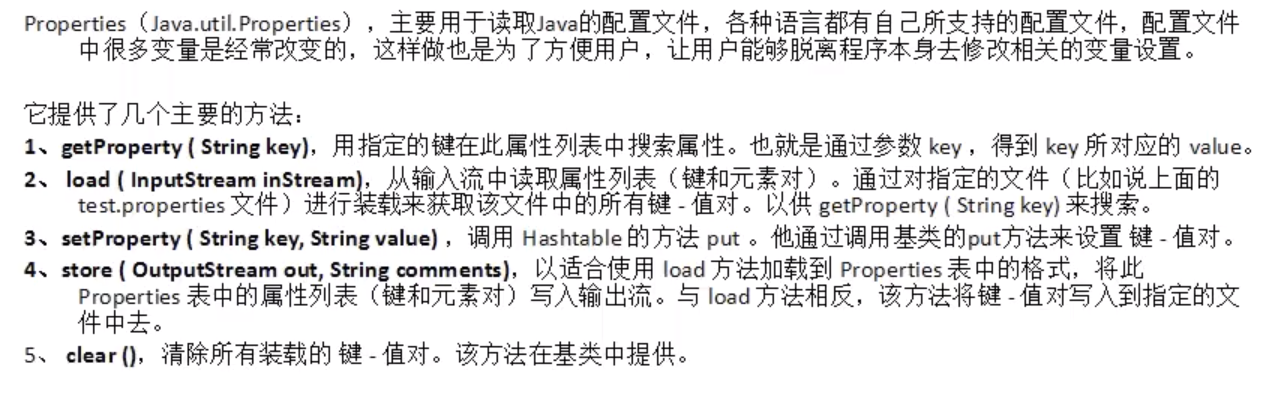 Properties（Java.util.Properties），主要用于读取Java的配置文件，各种语言都有自己所支持的配置文件，配置文件
中很多变量是经常改变的，这样做也是为了方便用户，让用户能够脱离程序本身去修改相关的变量设置。
它提供了几个主要的方法：
1、getProperty ( String key)，用指定的键在此属性列表中搜索属性。也就是通过参数 key ，得到 key 所对应的 value。
2、 load ( InputStream inStream)，从输入流中读取属性列表（键和元素对）。通过对指定的文件（比如说上面的
test.properties 文件）进行装载来获取该文件中的所有键 - 值对。以供 getProperty ( String key) 来搜索。
3、setProperty ( String key, String value) ，调用 Hashtable 的方法 put 。他通过调用基类的put方法来设置 键 - 值对。
4、store ( OutputStream out, String comments)，以适合使用 load 方法加载到 Properties 表中的格式，将此
Properties 表中的属性列表（键和元素对）写入输出流。与 load 方法相反，该方法将键 - 值对写入到指定的文
件中去。
5、 clear ()，清除所有装载的 键 - 值对。该方法在基类中提供。